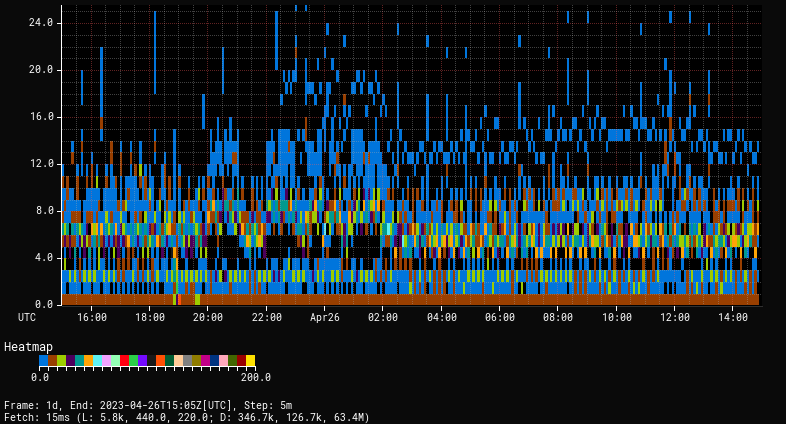 24.0
20.0
16.0
12.0
8.0
4.0
0.0
UTC 16:00 18:00 20:00 22:00 Apr26 02:00 04:00 06:00 08:00 10:00 12:00 14:00
Heatmap
0.0 200.0
Frame: 1d, End: 2023-04-26T15:05Z[UTC], Step: 5m
Fetch: 15ms (L: 5.8k, 440.0, 220.0; D: 346.7k, 126.7k, 63.4M)